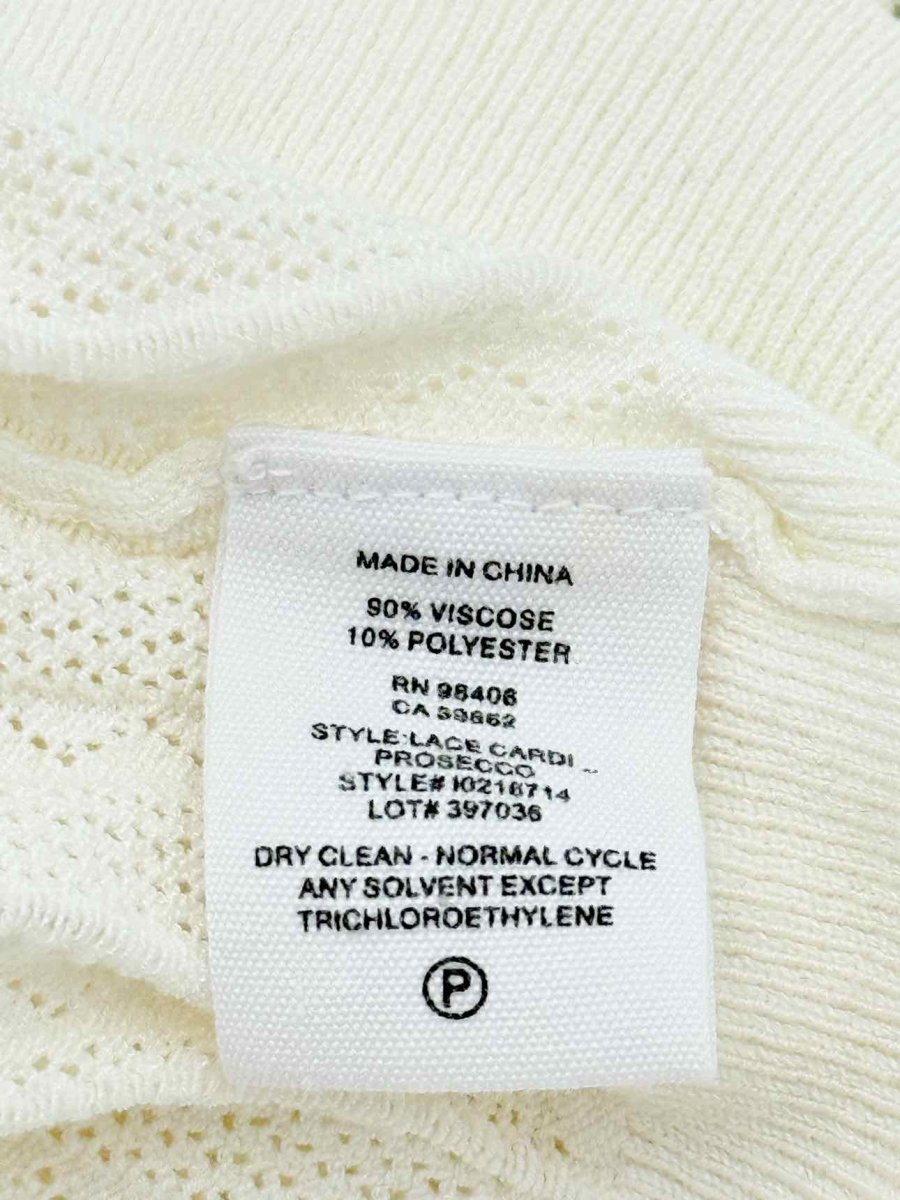 MADE IN CHINA
90% VISCOSE
10% POLYESTER
RN 98406
CA 39862
STYLE:LACE CARDI -
PROSECCO
STYLE# I0216714
LOT# 397036
DRY CLEAN - NORMAL CYCLE
ANY SOLVENT EXCEPT
TRICHLOROETHYLENE
P